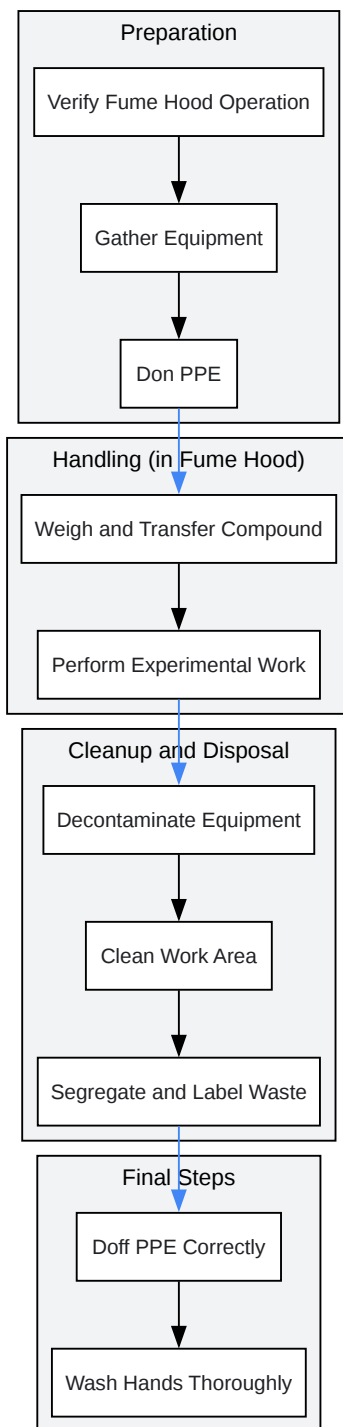 Preparation
Verify Fume Hood Operation
Gather Equipment
Don PPE
Handling (in Fume Hood)
Weigh and Transfer Compound
Perform Experimental Work
Cleanup and Disposal
Decontaminate Equipment
Clean Work Area
Segregate and Label Waste
Final Steps
Doff PPE Correctly
Wash Hands Thoroughly